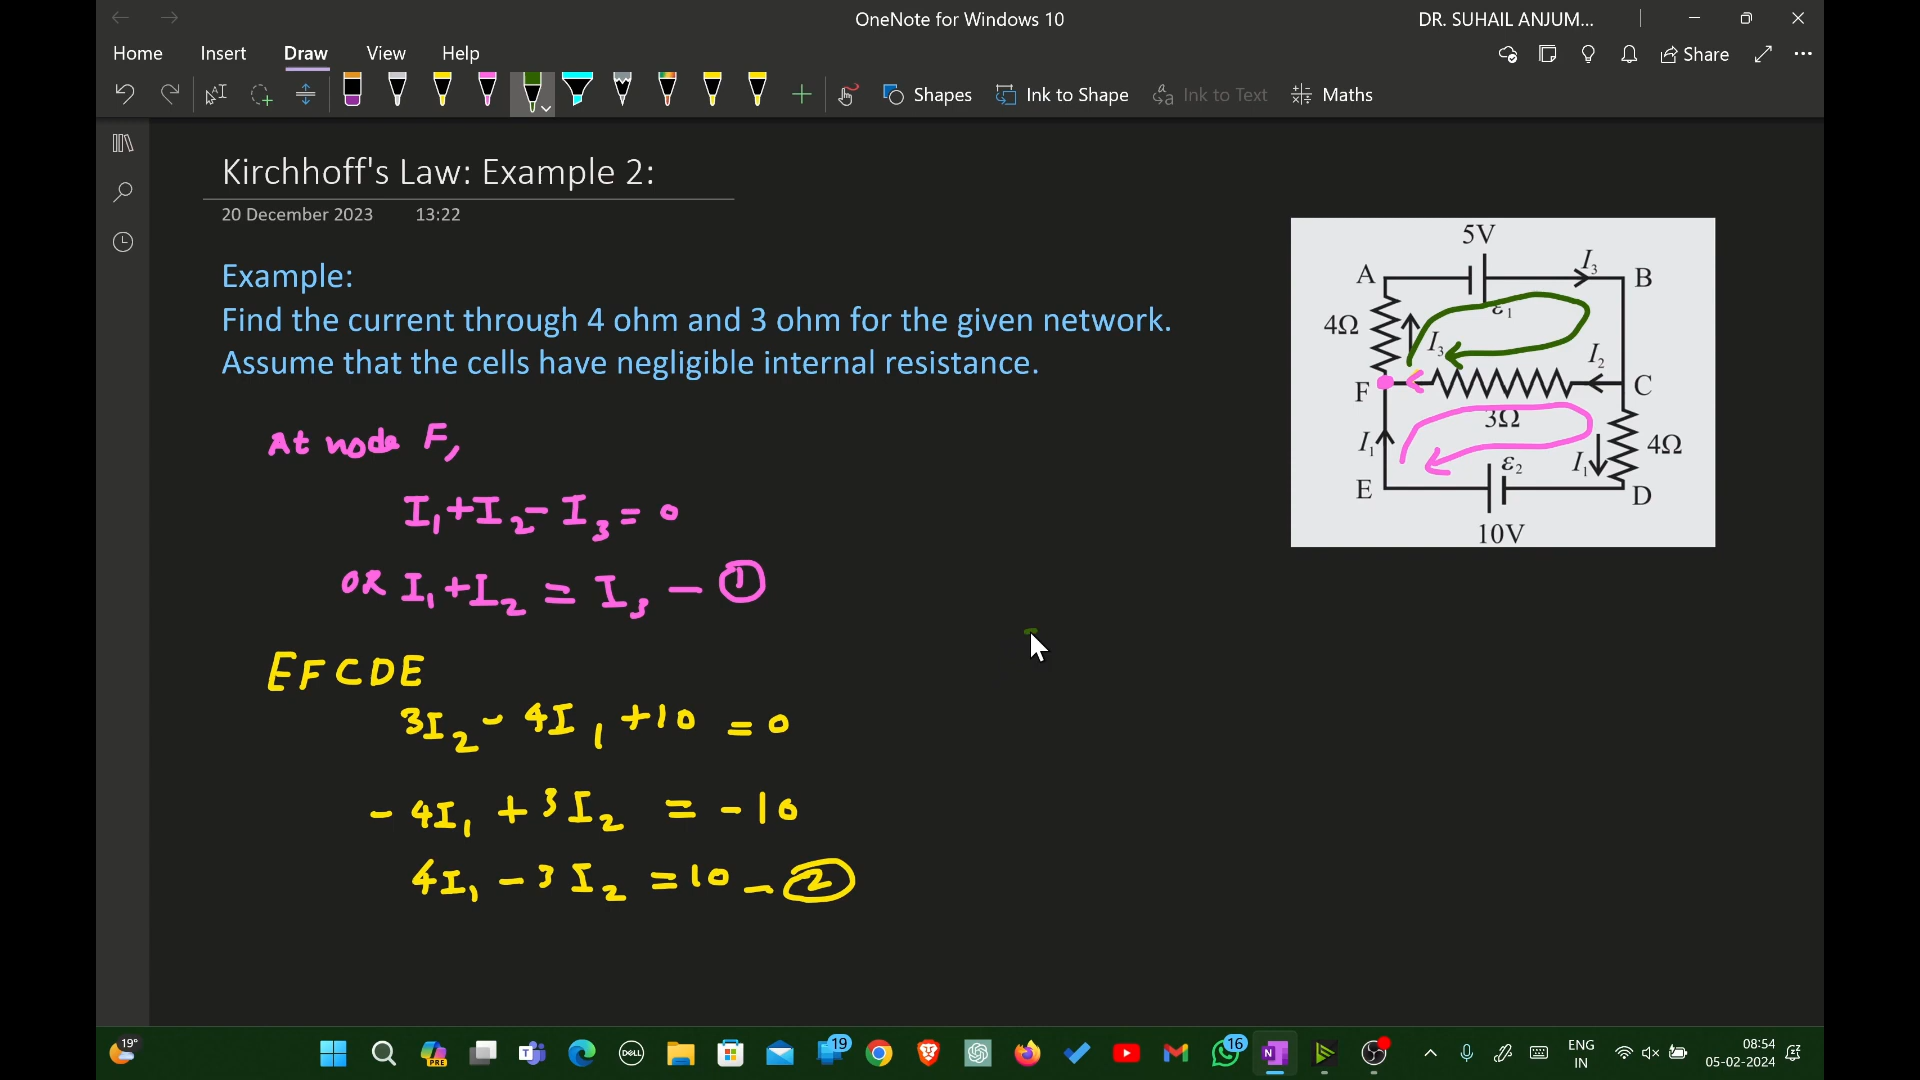 OneNote for Windows 10
DR. SUHAIL ANJUM...
Home Insert Draw View Help
Share
Shapes Ink to Shape Ink to Text Maths
Kirchhoff's Law: Example 2:
20 December 2023 13:22
Example:
Find the current through 4 ohm and 3 ohm for the given network.
Assume that the cells have negligible internal resistance.
At node F,
I₁+I₂-I₃=0
OR I₁+I₂=I₃-①
EFCDE
3I₂-4I₁+10=0
-4I₁+3I₂=-10
4I₁-3I₂=10-②
5V
A I₃ B
ε₁
4Ω I₃ I₂
F C
3Ω
I₁ ε₂ I₁ 4Ω
E D
10V
19°
PRE
DELL
19
16
N
ENG
IN
08:54
05-02-2024